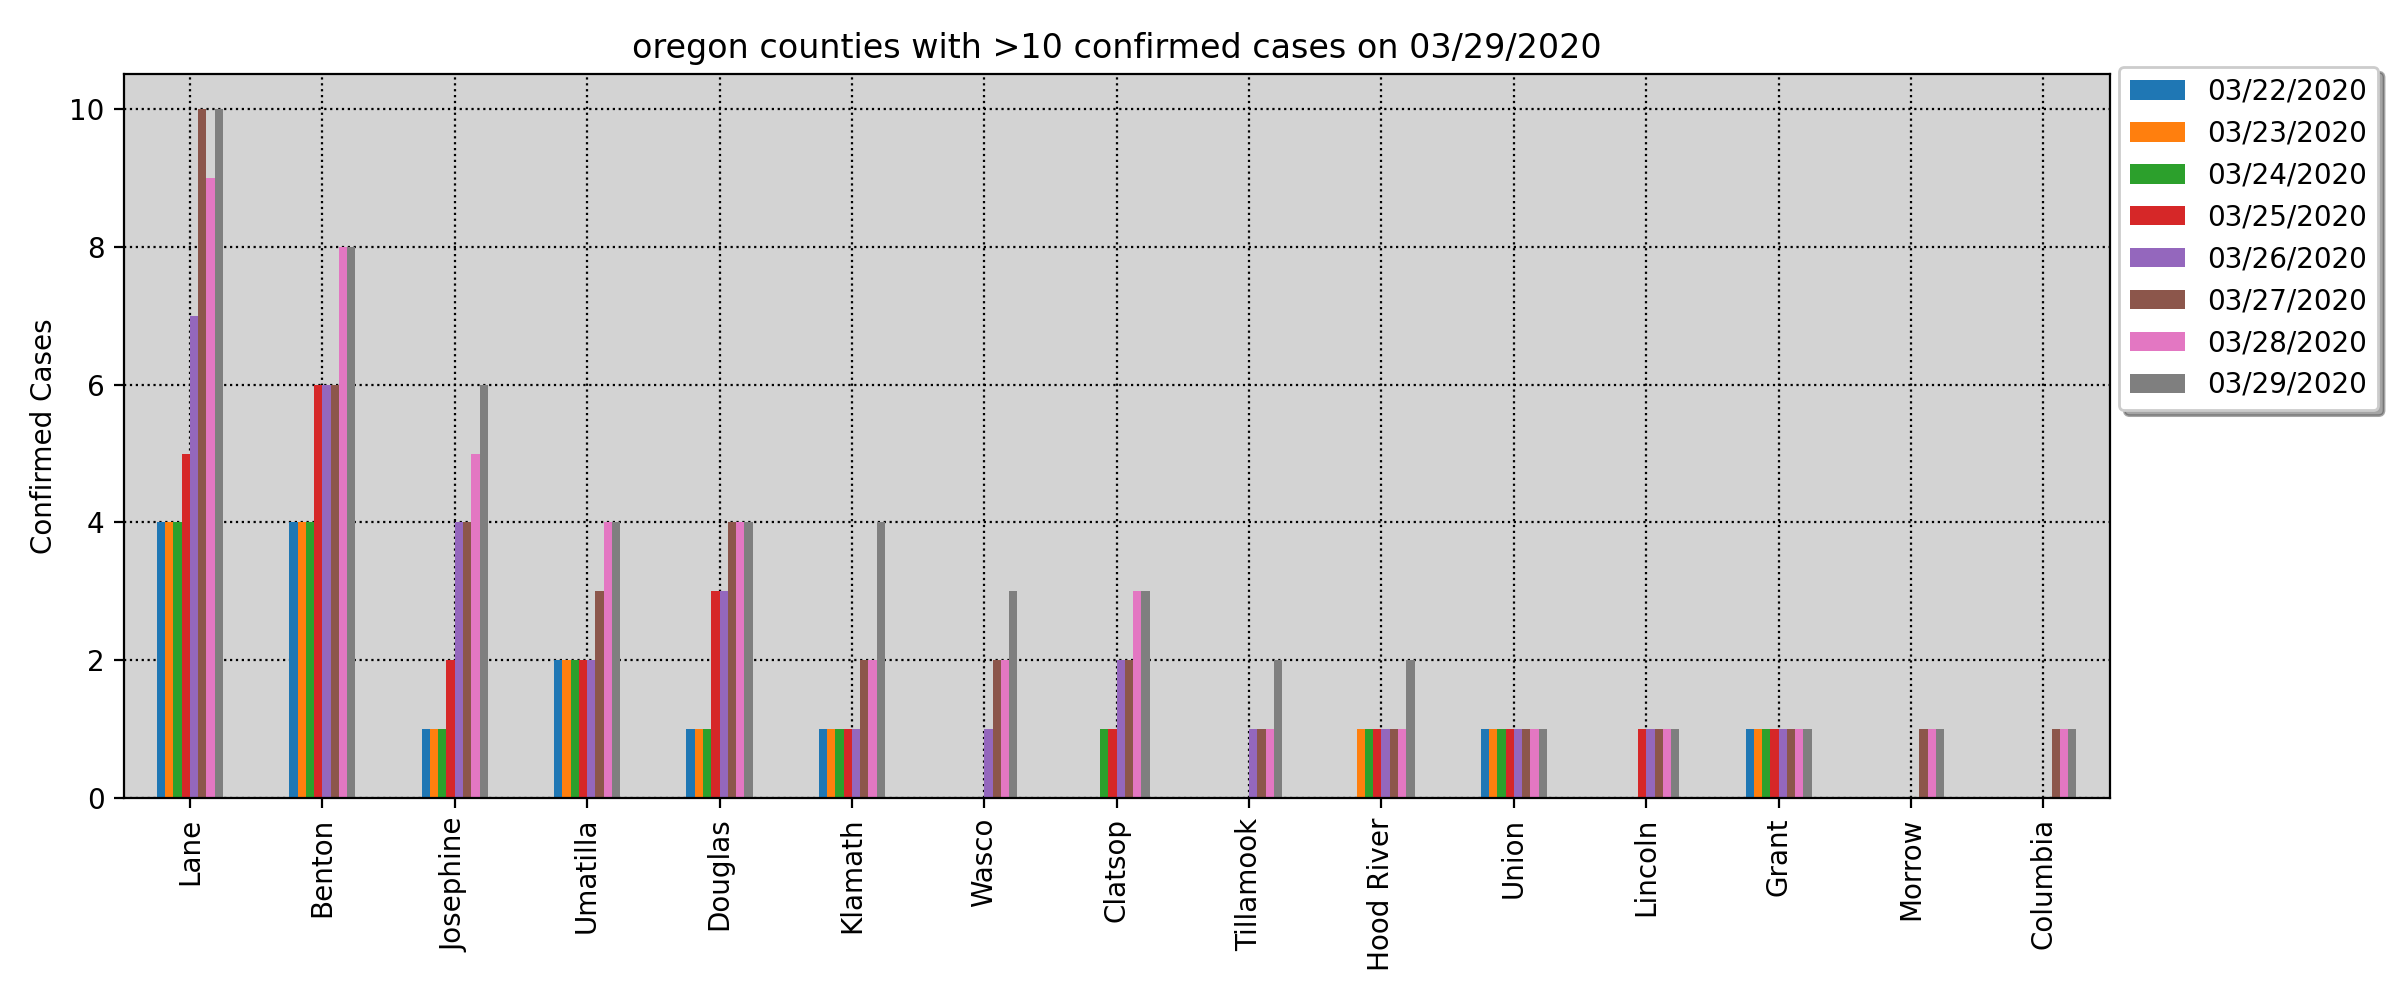 oregon counties with >10 confirmed cases on 03/29/2020
Confirmed Cases
10
8
6
4
2
0
Lane
Benton
Josephine
Umatilla
Douglas
Klamath
Wasco
Clatsop
Tillamook
Hood River
Union
Lincoln
Grant
Morrow
Columbia
03/22/2020
03/23/2020
03/24/2020
03/25/2020
03/26/2020
03/27/2020
03/28/2020
03/29/2020